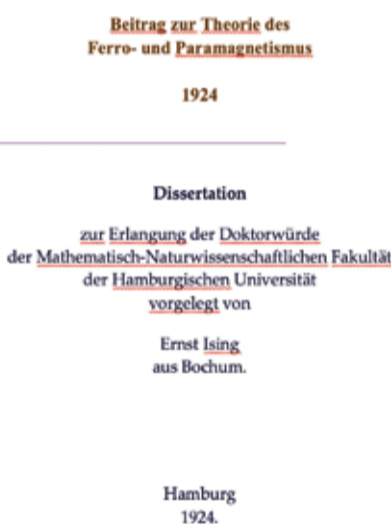 Beitrag zur Theorie des
Ferro- und Paramagnetismus
1924
Dissertation
zur Erlangung der Doktorwürde
der Mathematisch-Naturwissenschaftlichen Fakultät
der Hamburgischen Universität
vorgelegt von
Ernst Ising
aus Bochum.
Hamburg
1924.